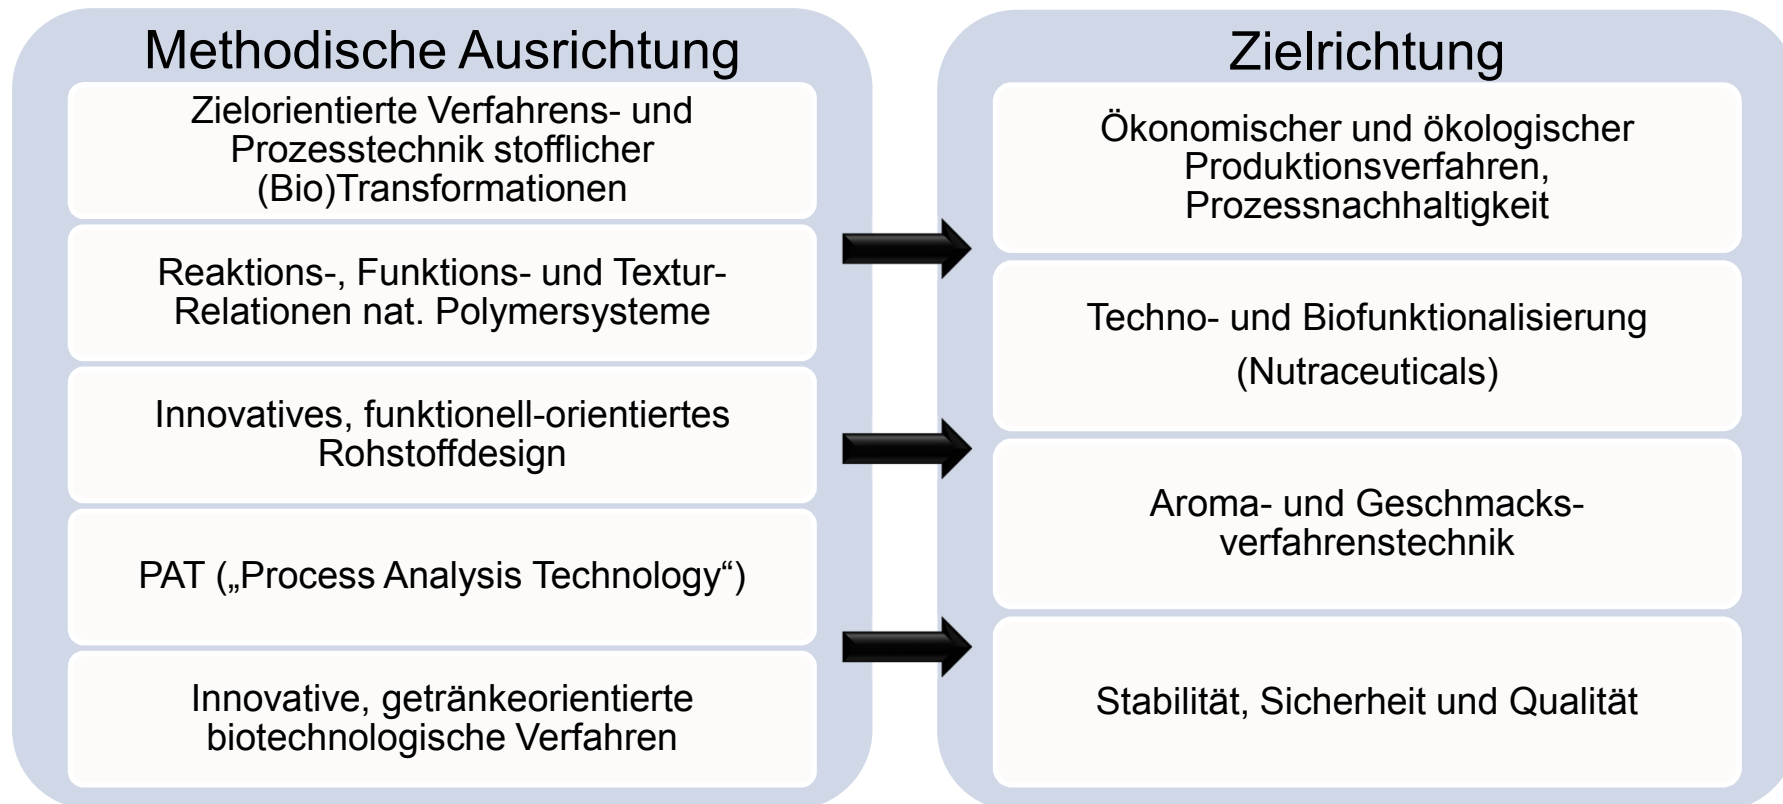 Methodische Ausrichtung
Zielorientierte Verfahrens- und
Prozesstechnik stofflicher
(Bio)Transformationen
Reaktions-, Funktions- und Textur-
Relationen nat. Polymersysteme
Innovatives, funktionell-orientiertes
Rohstoffdesign
PAT („Process Analysis Technology“)
Innovative, getränkeorientierte
biotechnologische Verfahren
Zielrichtung
Ökonomischer und ökologischer
Produktionsverfahren,
Prozessnachhaltigkeit
Techno- und Biofunktionalisierung
(Nutraceuticals)
Aroma- und Geschmacks-
verfahrenstechnik
Stabilität, Sicherheit und Qualität